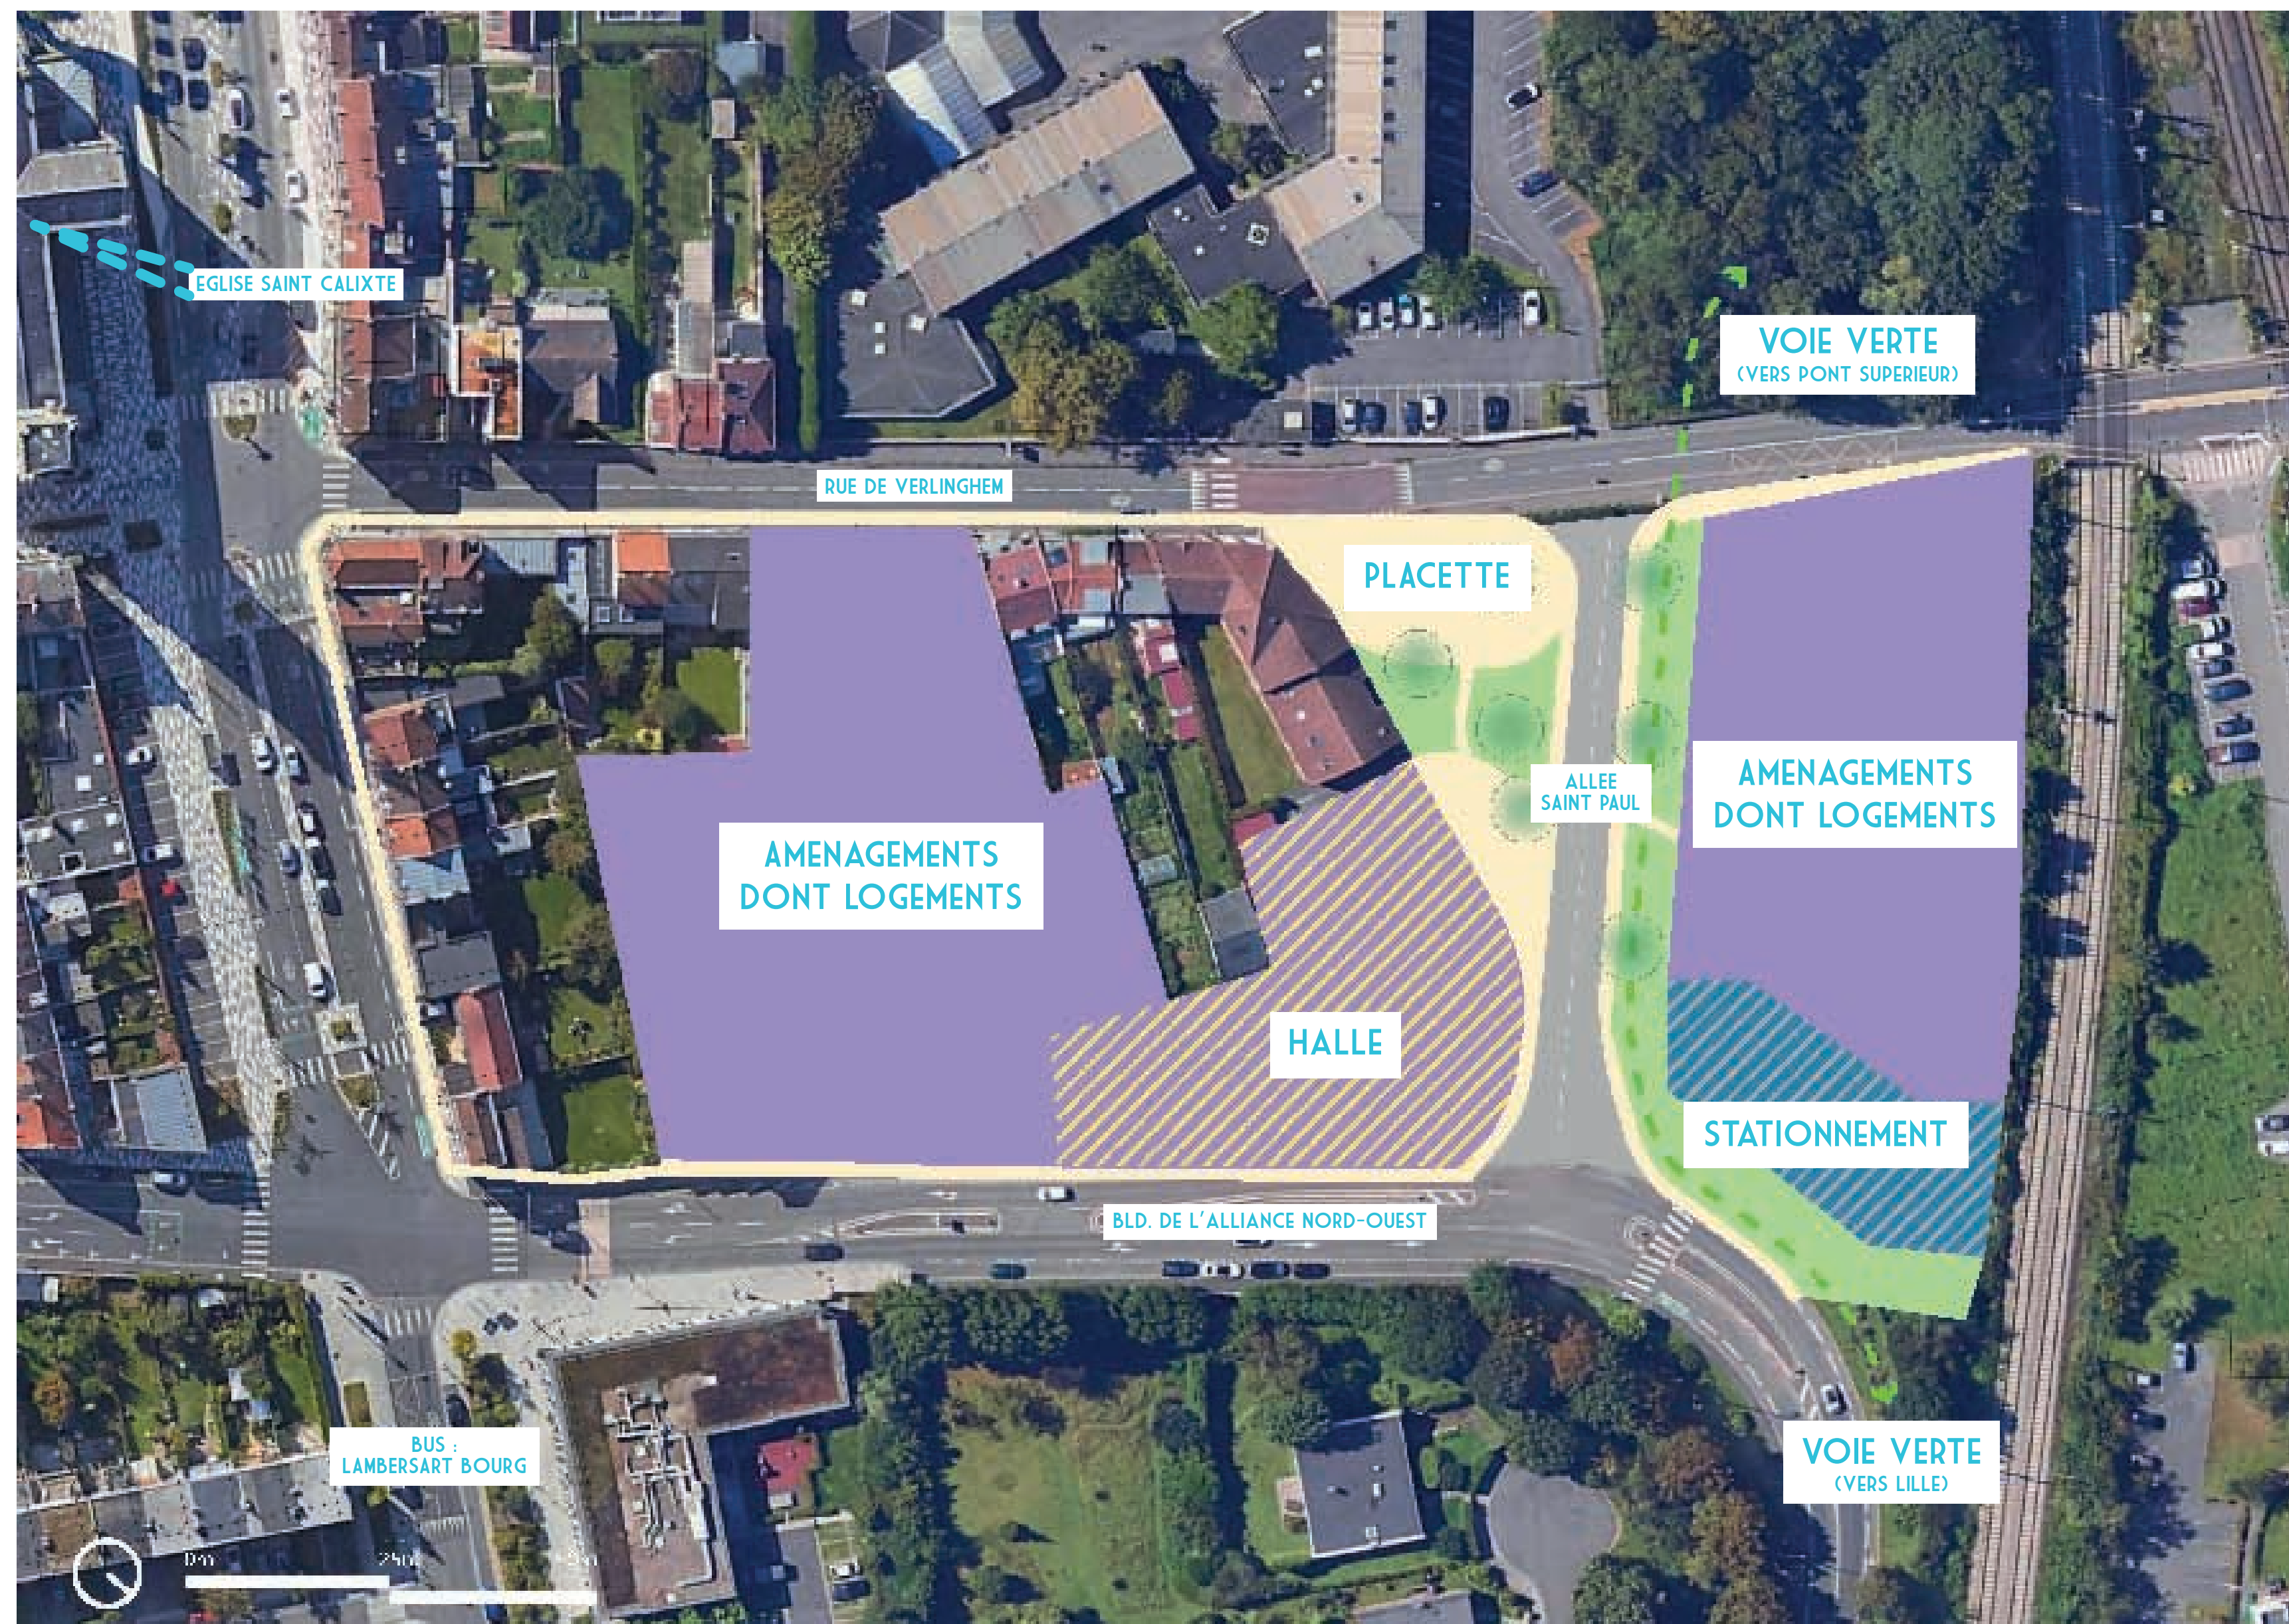 EGLISE SAINT CALIXTE
VOIE VERTE
(VERS PONT SUPERIEUR)
RUE DE VERLINGHEM
PLACETTE
ALLEE
SAINT PAUL
AMENAGEMENTS
DONT LOGEMENTS
AMENAGEMENTS
DONT LOGEMENTS
HALLE
STATIONNEMENT
BLD. DE L'ALLIANCE NORD-OUEST
BUS :
LAMBERSART BOURG
VOIE VERTE
(VERS LILLE)
0m 25m